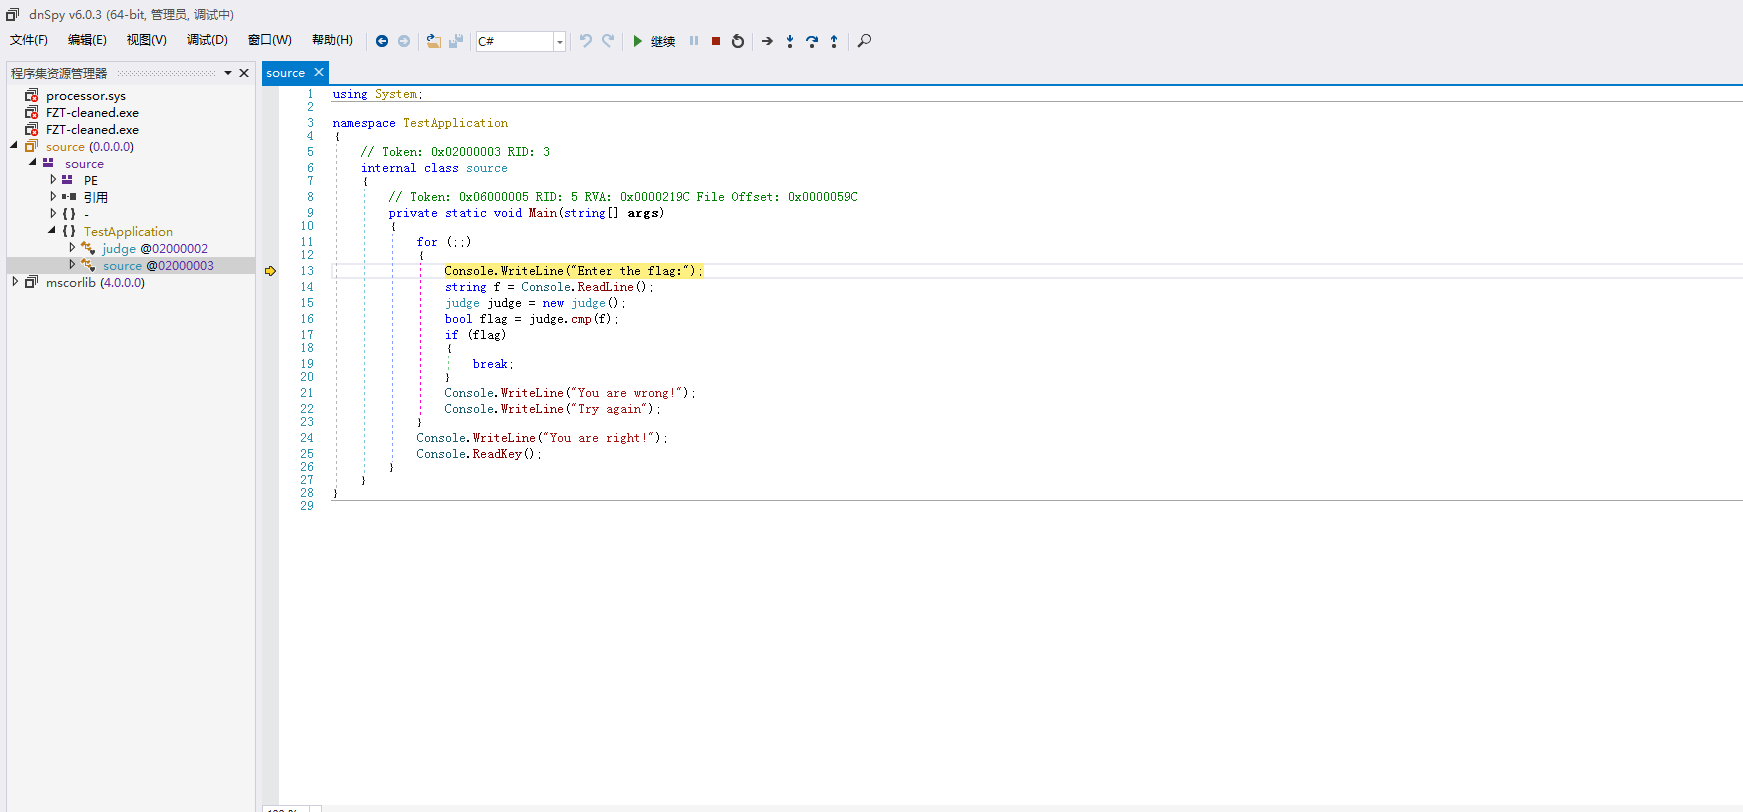 dnSpy v6.0.3 (64-bit, 管理员, 调试中)
文件(F) 编辑(E) 视图(V) 调试(D) 窗口(W) 帮助(H) C# 继续
程序集资源管理器
processor.sys
FZT-cleaned.exe
FZT-cleaned.exe
source (0.0.0.0)
source
PE
引用
{ } -
{ } TestApplication
judge @02000002
source @02000003
mscorlib (4.0.0.0)
source
1 using System;
2
3 namespace TestApplication
4 {
5 // Token: 0x02000003 RID: 3
6 internal class source
7 {
8 // Token: 0x06000005 RID: 5 RVA: 0x0000219C File Offset: 0x0000059C
9 private static void Main(string[] args)
10 {
11 for (;;)
12 {
13 Console.WriteLine("Enter the flag:");
14 string f = Console.ReadLine();
15 judge judge = new judge();
16 bool flag = judge.cmp(f);
17 if (flag)
18 {
19 break;
20 }
21 Console.WriteLine("You are wrong!");
22 Console.WriteLine("Try again");
23 }
24 Console.WriteLine("You are right!");
25 Console.ReadKey();
26 }
27 }
28 }
29